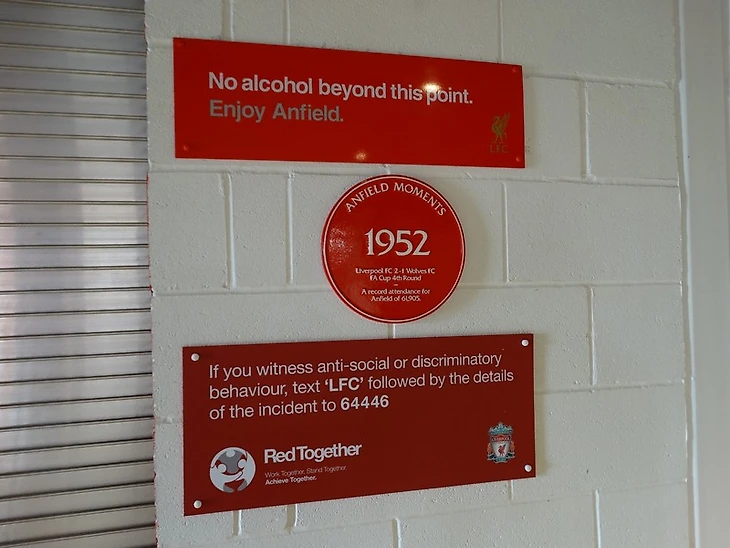 No alcohol beyond this point.
Enjoy Anfield.
LFC
ANFIELD MOMENTS
1952
Liverpool FC 2-1 Wolves FC
FA Cup 4th Round
A record attendance for
Anfield of 61,905.
If you witness anti-social or discriminatory
behaviour, text ‘LFC’ followed by the details
of the incident to 64446
Red Together
Work Together. Stand Together.
Achieve Together.